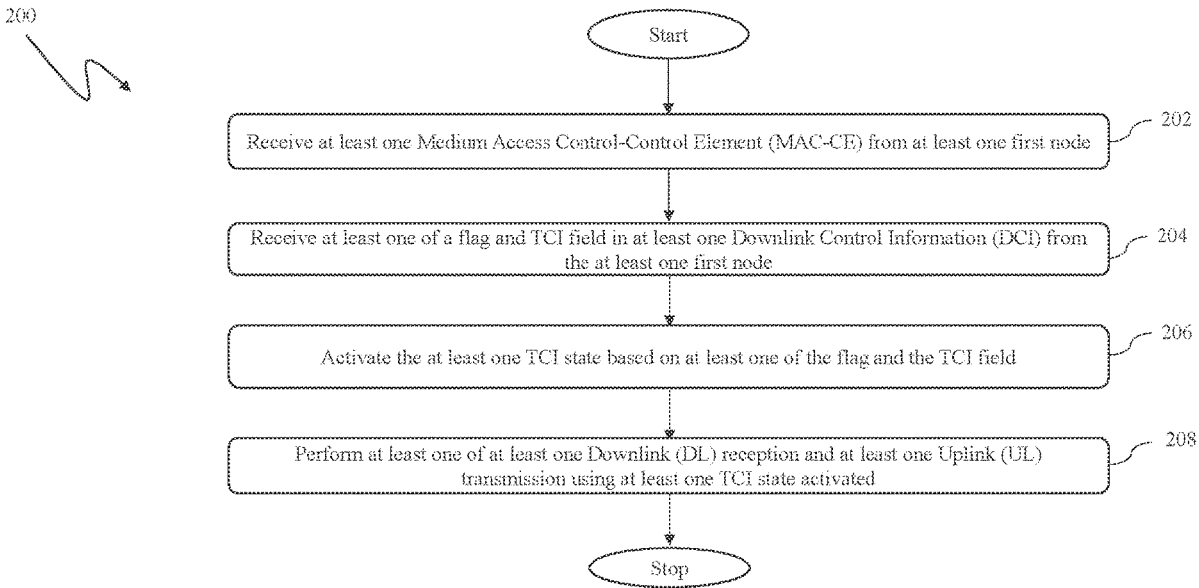 200
Start
Receive at least one Medium Access Control-Control Element (MAC-CE) from at least one first node
202
Receive at least one of a flag and TCI field in at least one Downlink Control Information (DCI) from
the at least one first node
204
Activate the at least one TCI state based on at least one of the flag and the TCI field
206
Perform at least one of at least one Downlink (DL) reception and at least one Uplink (UL)
transmission using at least one TCI state activated
208
Stop